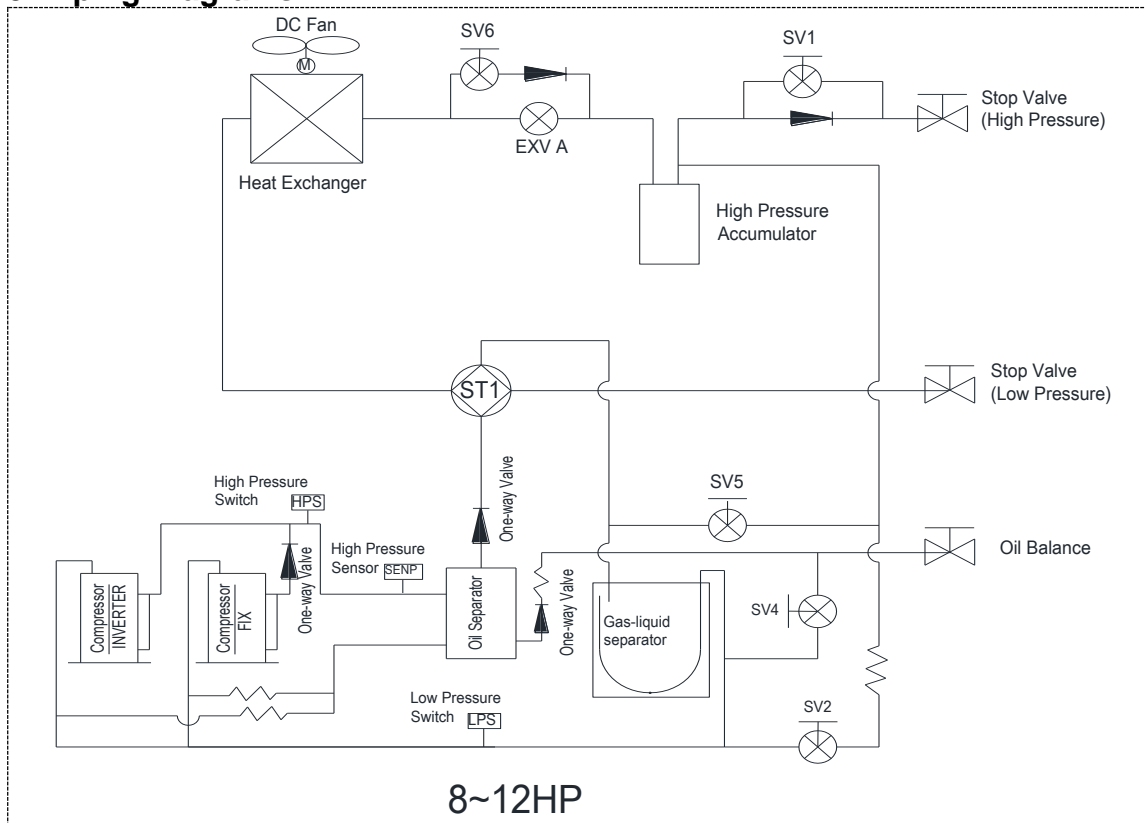 DC Fan
M
Heat Exchanger
SV6
EXV A
SV1
Stop Valve
(High Pressure)
High Pressure
Accumulator
ST1
Stop Valve
(Low Pressure)
One-way Valve
SV5
High Pressure
Switch
HPS
High Pressure
Sensor
SENP
One-way Valve
Oil Balance
Compressor
INVERTER
Compressor
FIX
Oil Separator
One-way Valve
Gas-liquid
separator
SV4
Low Pressure
Switch
LPS
SV2
8~12HP